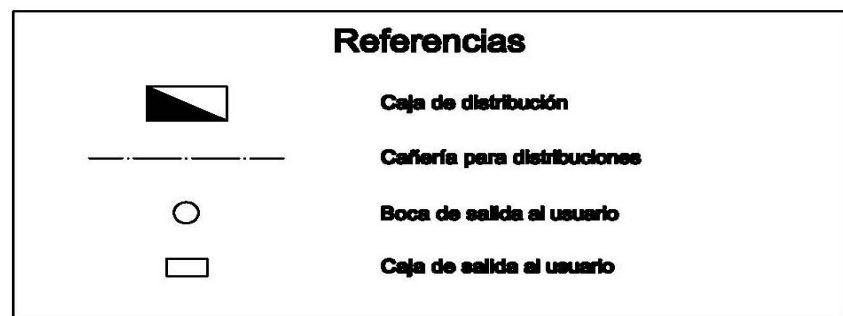 Referencias
Caja de distribución
Cañería para distribuciones
Boca de salida al usuario
Caja de salida al usuario